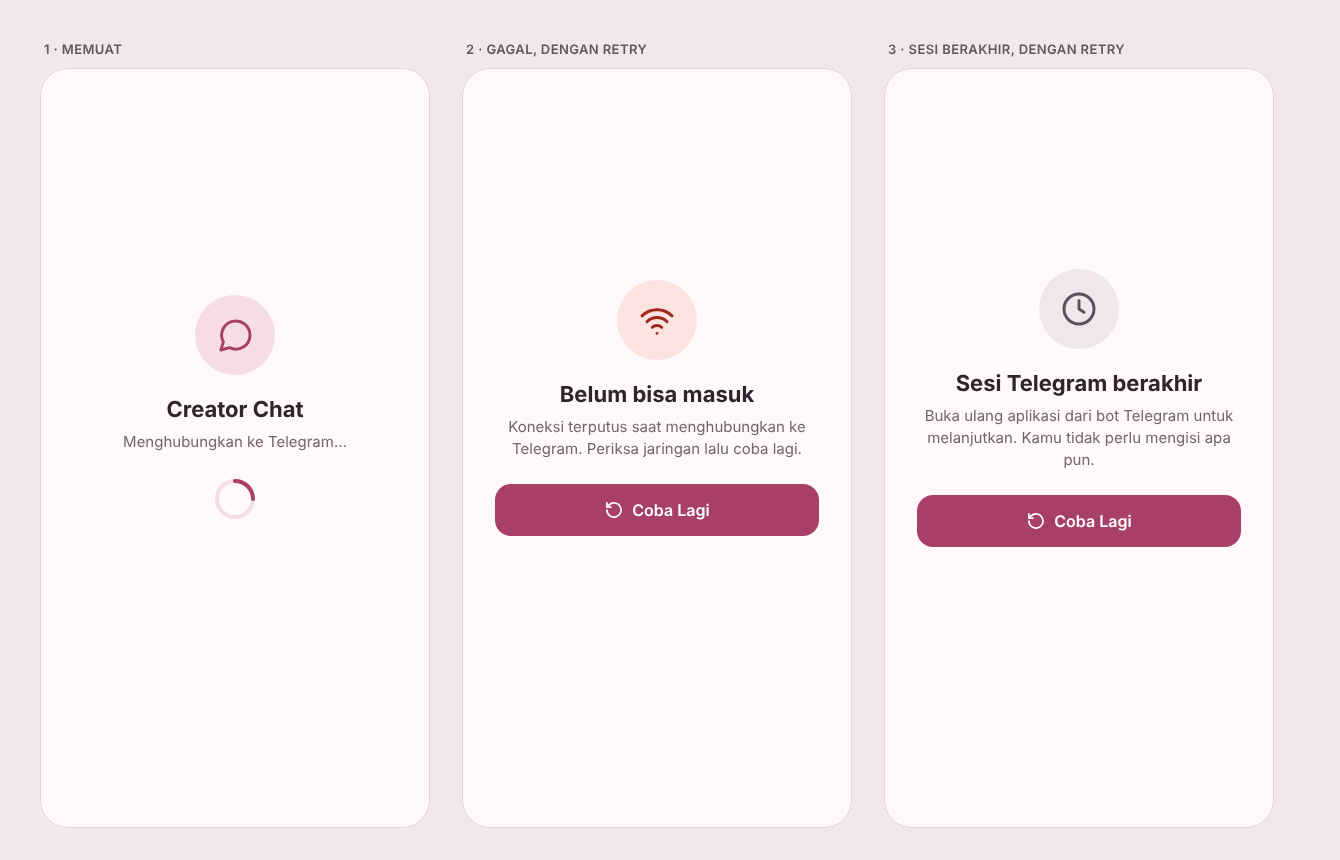 1 · MEMUAT
Creator Chat
Menghubungkan ke Telegram...
2 · GAGAL, DENGAN RETRY
Belum bisa masuk
Koneksi terputus saat menghubungkan ke
Telegram. Periksa jaringan lalu coba lagi.
Coba Lagi
3 · SESI BERAKHIR, DENGAN RETRY
Sesi Telegram berakhir
Buka ulang aplikasi dari bot Telegram untuk
melanjutkan. Kamu tidak perlu mengisi apa
pun.
Coba Lagi